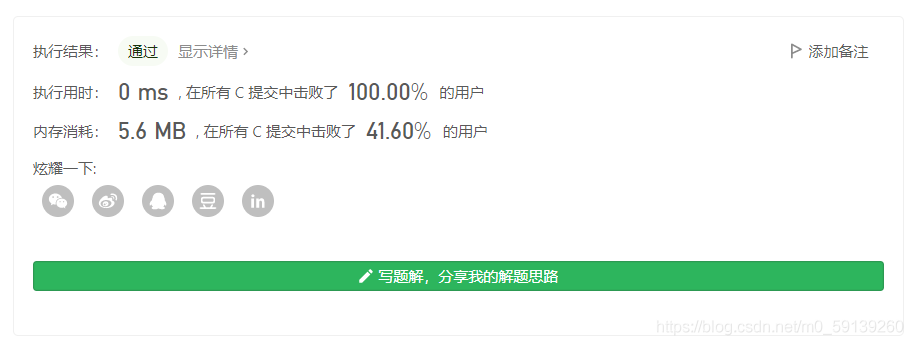 执行结果： 通过 显示详情 › 添加备注
执行用时： 0 ms , 在所有 C 提交中击败了 100.00% 的用户
内存消耗： 5.6 MB , 在所有 C 提交中击败了 41.60% 的用户
炫耀一下:
豆 in
写题解，分享我的解题思路
https://blog.csdn.net/m0_59139260